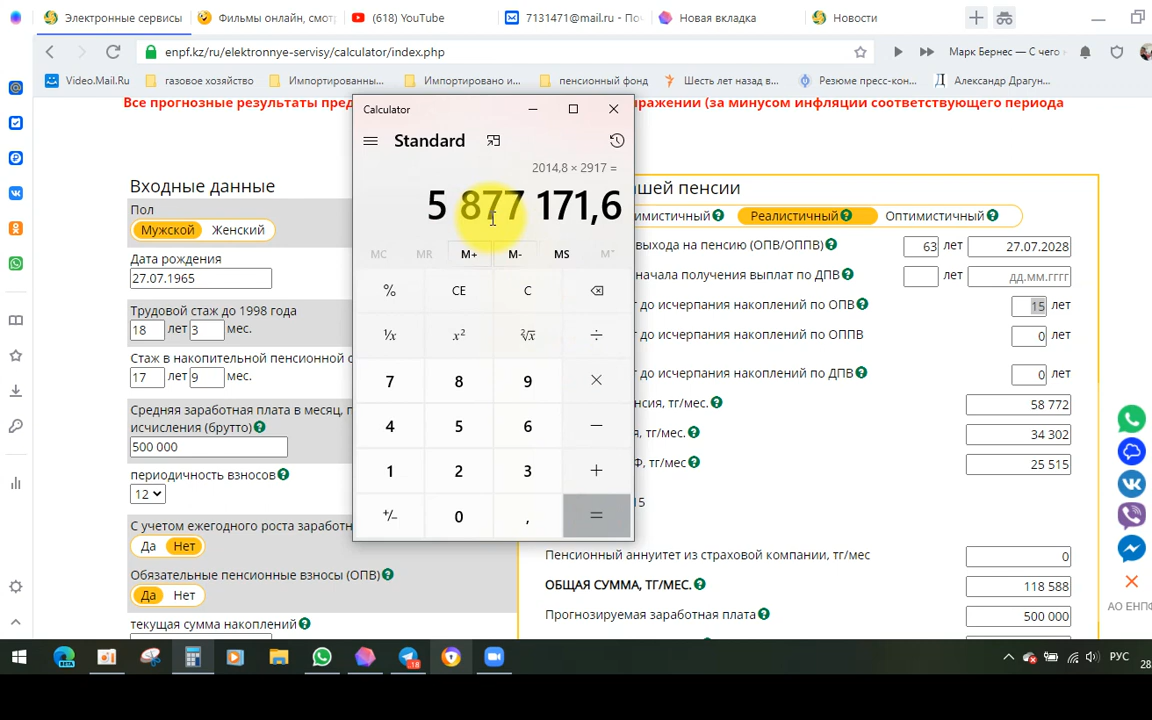 Электронные сервисы
Фильмы онлайн, смот
(618) YouTube
7131471@mail.ru - По
Новая вкладка
Новости
enpf.kz/ru/elektronnye-servisy/calculator/index.php
Марк Бернес — С чего
Video.Mail.Ru
газовое хозяйство
Импортированны...
Импортировано и...
пенсионный фонд
Шесть лет назад в...
Резюме пресс-кон...
Александр Драгун...
Все прогнозные результаты пред
ражении (за минусом инфляции соответствующего периода
Calculator
Standard
2014,8 × 2917 =
5 877 171,6
MC MR M+ M- MS M˅
% CE C
¹/x x² ²√x ÷
7 8 9 ×
4 5 6 −
1 2 3 +
+/− 0 , =
Входные данные
Пол
Мужской Женский
Дата рождения
27.07.1965
Трудовой стаж до 1998 года
18 лет 3 мес.
Стаж в накопительной пенсионной с
17 лет 9 мес.
Средняя заработная плата в месяц, п
исчисления (брутто)
500 000
периодичность взносов
12
С учетом ежегодного роста заработн
Да Нет
Обязательные пенсионные взносы (ОПВ)
Да Нет
текущая сумма накоплений
ашей пенсии
имистичный Реалистичный Оптимистичный
выхода на пенсию (ОПВ/ОППВ) 63 лет 27.07.2028
начала получения выплат по ДПВ лет дд.мм.гггг
т до исчерпания накоплений по ОПВ 15 лет
т до исчерпания накоплений по ОППВ 0 лет
т до исчерпания накоплений по ДПВ 0 лет
нсия, тг/мес. 58 772
я, тг/мес. 34 302
Ф, тг/мес 25 515
15
Пенсионный аннуитет из страховой компании, тг/мес 0
ОБЩАЯ СУММА, ТГ/МЕС. 118 588
Прогнозируемая заработная плата 500 000
АО ЕНПФ
18
РУС
28